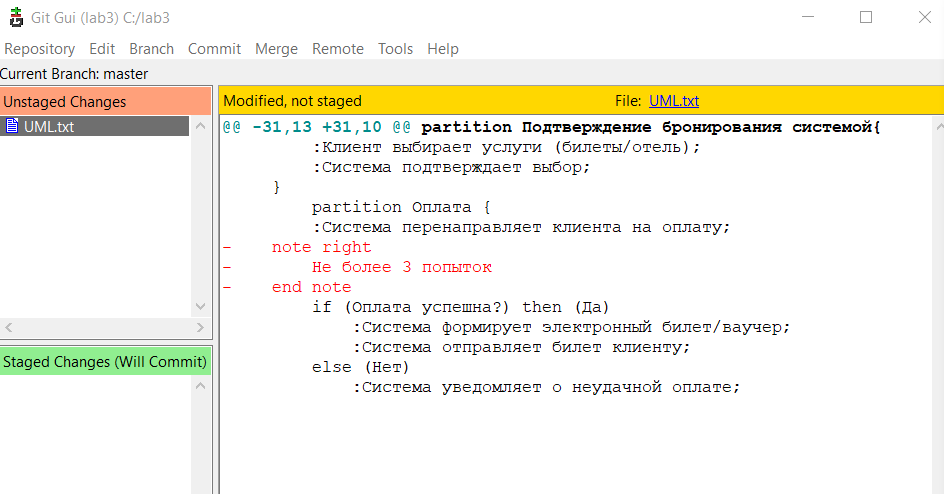 Git Gui (lab3) C:/lab3
Repository Edit Branch Commit Merge Remote Tools Help
Current Branch: master
Unstaged Changes
UML.txt
Staged Changes (Will Commit)
Modified, not staged File: UML.txt
@@ -31,13 +31,10 @@ partition Подтверждение бронирования системой{
:Клиент выбирает услуги (билеты/отель);
:Система подтверждает выбор;
}
partition Оплата {
:Система перенаправляет клиента на оплату;
- note right
- Не более 3 попыток
- end note
if (Оплата успешна?) then (Да)
:Система формирует электронный билет/ваучер;
:Система отправляет билет клиенту;
else (Нет)
:Система уведомляет о неудачной оплате;